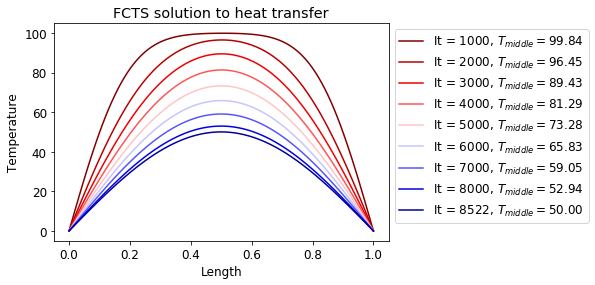 FCTS solution to heat transfer
100
80
60
40
20
0
Temperature
0.0 0.2 0.4 0.6 0.8 1.0
Length
It = 1000, T_middle = 99.84
It = 2000, T_middle = 96.45
It = 3000, T_middle = 89.43
It = 4000, T_middle = 81.29
It = 5000, T_middle = 73.28
It = 6000, T_middle = 65.83
It = 7000, T_middle = 59.05
It = 8000, T_middle = 52.94
It = 8522, T_middle = 50.00